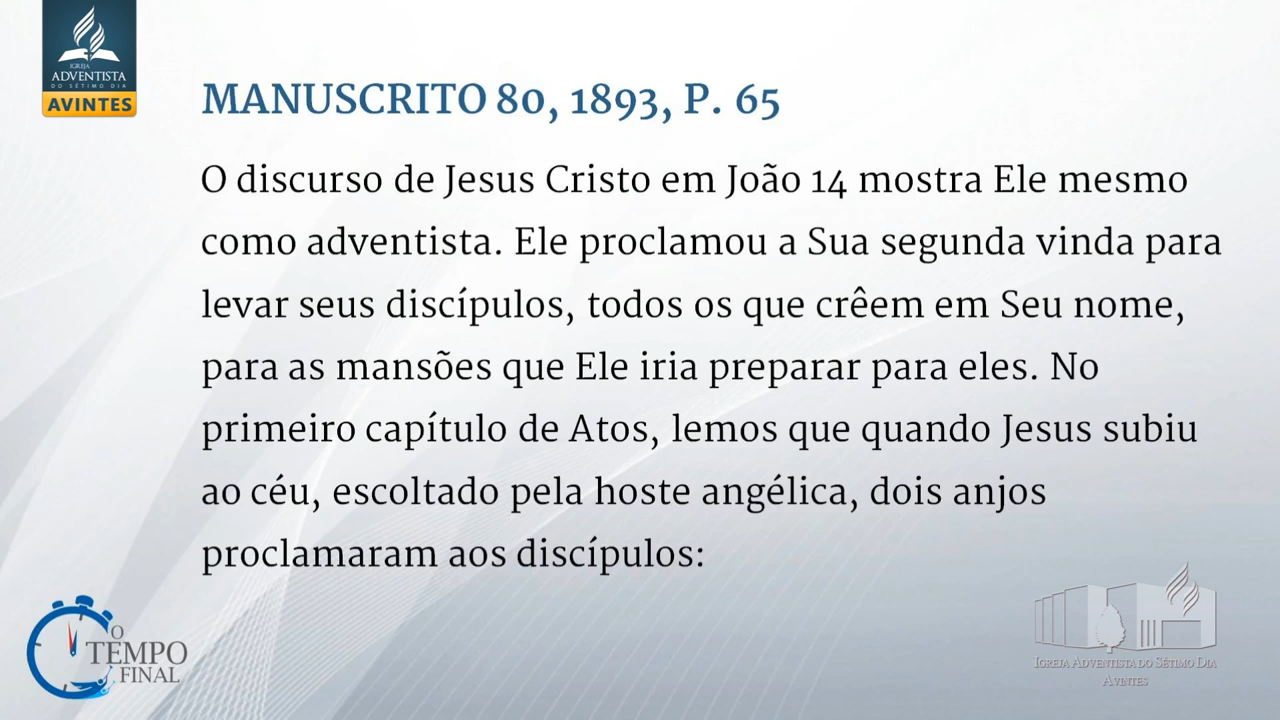 IGREJA
ADVENTISTA
DO SÉTIMO DIA
AVINTES
MANUSCRITO 80, 1893, P. 65
O discurso de Jesus Cristo em João 14 mostra Ele mesmo
como adventista. Ele proclamou a Sua segunda vinda para
levar seus discípulos, todos os que crêem em Seu nome,
para as mansões que Ele iria preparar para eles. No
primeiro capítulo de Atos, lemos que quando Jesus subiu
ao céu, escoltado pela hoste angélica, dois anjos
proclamaram aos discípulos:
O
TEMPO
FINAL
IGREJA ADVENTISTA DO SÉTIMO DIA
AVINTES